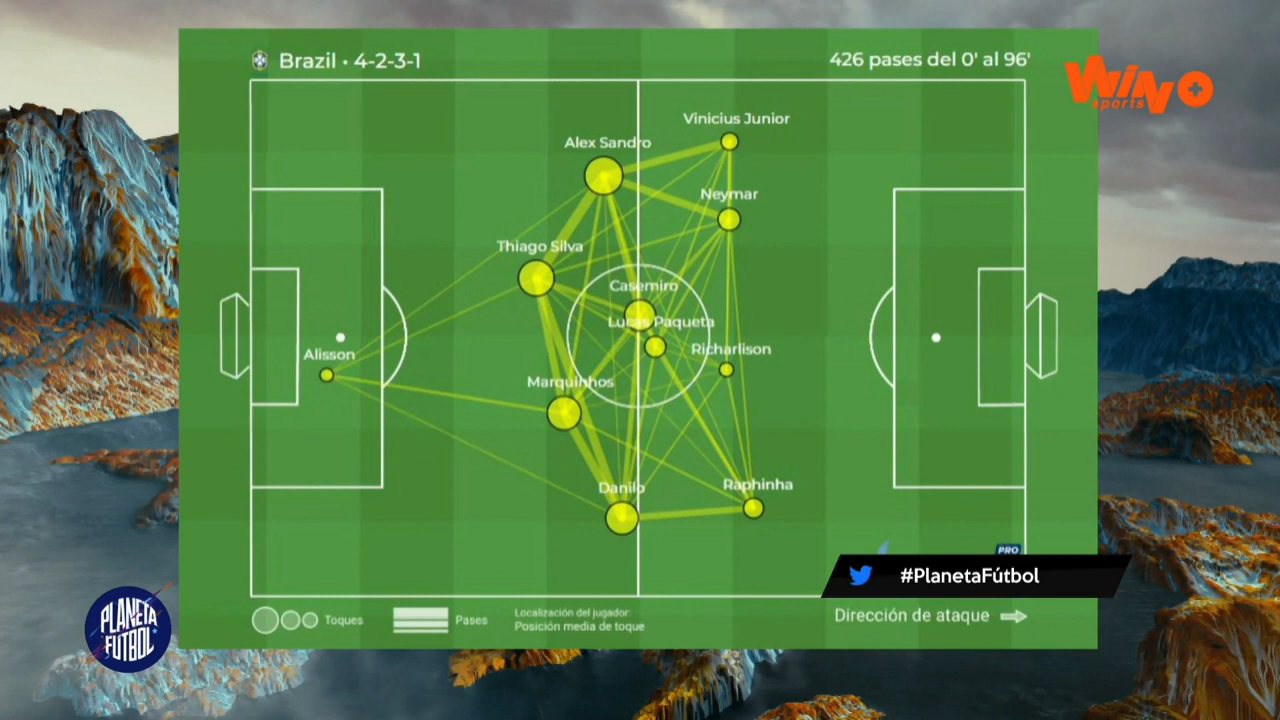 Brazil • 4-2-3-1
426 pases del 0' al 96'
WIN+
sports
Vinicius Junior
Alex Sandro
Neymar
Thiago Silva
Casemiro
Lucas Paqueta
Richarlison
Alisson
Marquinhos
Danilo
Raphinha
PRO
#PlanetaFútbol
Toques
Pases
Localización del jugador:
Posición media de toque
Dirección de ataque
PLANETA
FÚTBOL